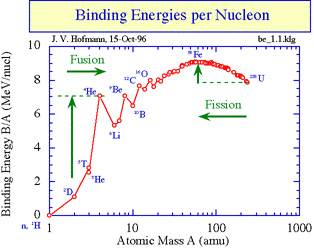 Binding Energies per Nucleon
J. V. Hofmann, 15-Oct-96 be_1.1.klg
Binding Energy B/A (MeV/nucl)
10
8
6
4
2
0
Fusion
Fission
n, ¹H
²D
³T
³He
⁴He
⁶Li
⁹Be
¹⁰B
¹²C
¹⁶O
⁵⁶Fe
²³⁸U
1 10 100 1000
Atomic Mass A (amu)